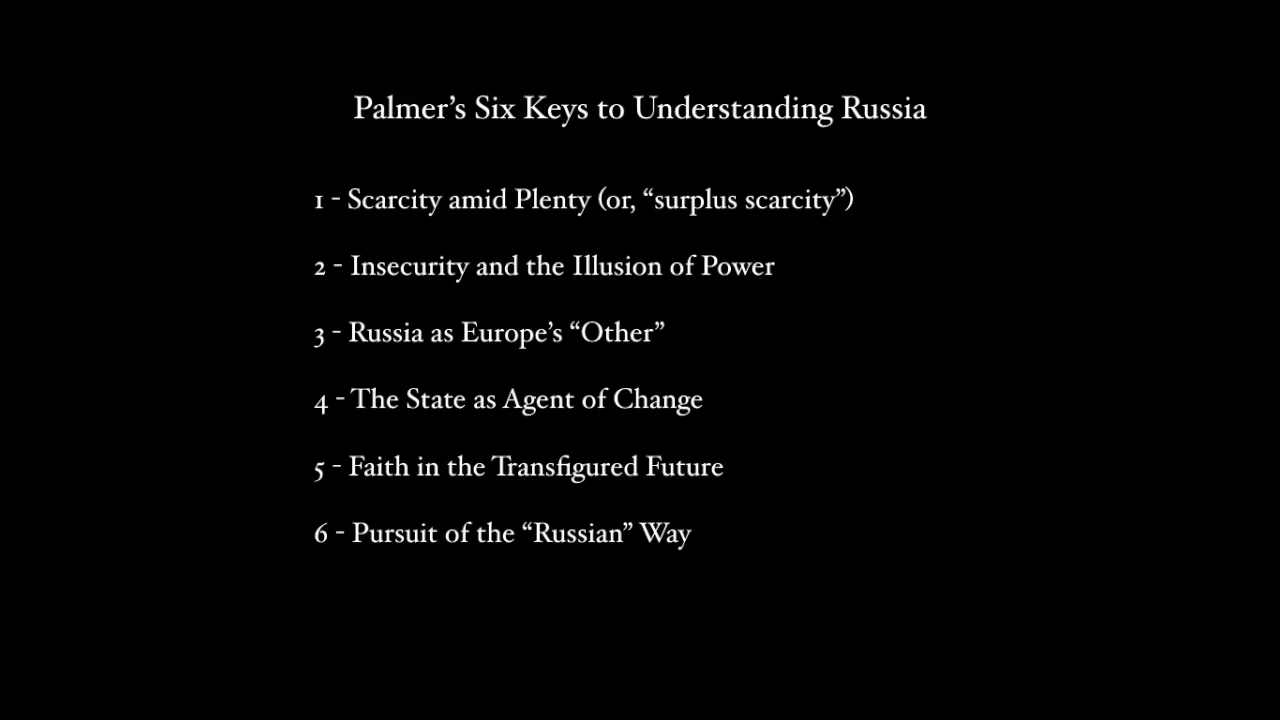 Palmer’s Six Keys to Understanding Russia
1 - Scarcity amid Plenty (or, “surplus scarcity”)
2 - Insecurity and the Illusion of Power
3 - Russia as Europe’s “Other”
4 - The State as Agent of Change
5 - Faith in the Transfigured Future
6 - Pursuit of the “Russian” Way